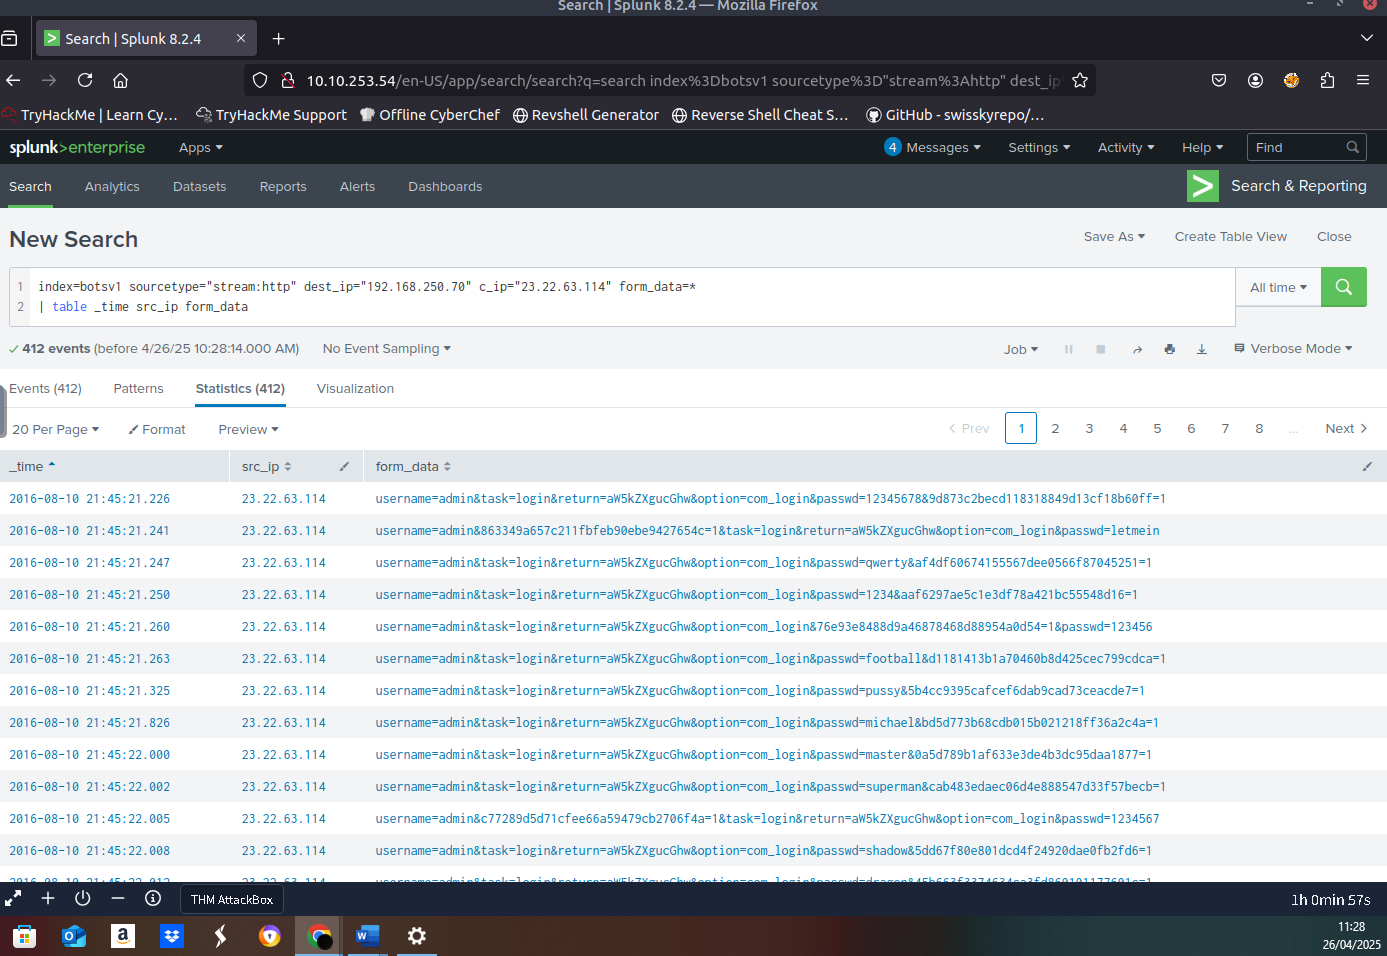 Search | Splunk 8.2.4 — Mozilla Firefox
Search | Splunk 8.2.4
10.10.253.54/en-US/app/search/search?q=search index%3Dbotsv1 sourcetype%3D"stream%3Ahttp" dest_ip
TryHackMe | Learn Cy… TryHackMe Support Offline CyberChef Revshell Generator Reverse Shell Cheat S… GitHub - swisskyrepo/…
splunk>enterprise Apps 4 Messages Settings Activity Help Find
Search Analytics Datasets Reports Alerts Dashboards Search & Reporting
New Search Save As Create Table View Close
1 index=botsv1 sourcetype="stream:http" dest_ip="192.168.250.70" c_ip="23.22.63.114" form_data=* All time
2 | table _time src_ip form_data
412 events (before 4/26/25 10:28:14.000 AM) No Event Sampling Job Verbose Mode
Events (412) Patterns Statistics (412) Visualization
20 Per Page Format Preview Prev 1 2 3 4 5 6 7 8 ... Next
_time src_ip form_data
2016-08-10 21:45:21.226 23.22.63.114 username=admin&task=login&return=aW5kZXgucGhw&option=com_login&passwd=12345678&9d873c2becd118318849d13cf18b60ff=1
2016-08-10 21:45:21.241 23.22.63.114 username=admin&863349a657c211fbfeb90ebe9427654c=1&task=login&return=aW5kZXgucGhw&option=com_login&passwd=letmein
2016-08-10 21:45:21.247 23.22.63.114 username=admin&task=login&return=aW5kZXgucGhw&option=com_login&passwd=qwerty&af4df60674155567dee0566f87045251=1
2016-08-10 21:45:21.250 23.22.63.114 username=admin&task=login&return=aW5kZXgucGhw&option=com_login&passwd=1234&aaf6297ae5c1e3df78a421bc55548d16=1
2016-08-10 21:45:21.260 23.22.63.114 username=admin&task=login&return=aW5kZXgucGhw&option=com_login&76e93e8488d9a46878468d88954a0d54=1&passwd=123456
2016-08-10 21:45:21.263 23.22.63.114 username=admin&task=login&return=aW5kZXgucGhw&option=com_login&passwd=football&d1181413b1a70460b8d425cec799cdca=1
2016-08-10 21:45:21.325 23.22.63.114 username=admin&task=login&return=aW5kZXgucGhw&option=com_login&passwd=pussy&5b4cc9395cafcef6dab9cad73ceacde7=1
2016-08-10 21:45:21.826 23.22.63.114 username=admin&task=login&return=aW5kZXgucGhw&option=com_login&passwd=michael&bd5d773b68cdb015b021218ff36a2c4a=1
2016-08-10 21:45:22.000 23.22.63.114 username=admin&task=login&return=aW5kZXgucGhw&option=com_login&passwd=master&0a5d789b1af633e3de4b3dc95daa1877=1
2016-08-10 21:45:22.002 23.22.63.114 username=admin&task=login&return=aW5kZXgucGhw&option=com_login&passwd=superman&cab483edaec06d4e888547d33f57becb=1
2016-08-10 21:45:22.005 23.22.63.114 username=admin&c77289d5d71cfee66a59479cb2706f4a=1&task=login&return=aW5kZXgucGhw&option=com_login&passwd=1234567
2016-08-10 21:45:22.008 23.22.63.114 username=admin&task=login&return=aW5kZXgucGhw&option=com_login&passwd=shadow&5dd67f80e801dcd4f24920dae0fb2fd6=1
THM AttackBox 1h 0min 57s
11:28
26/04/2025